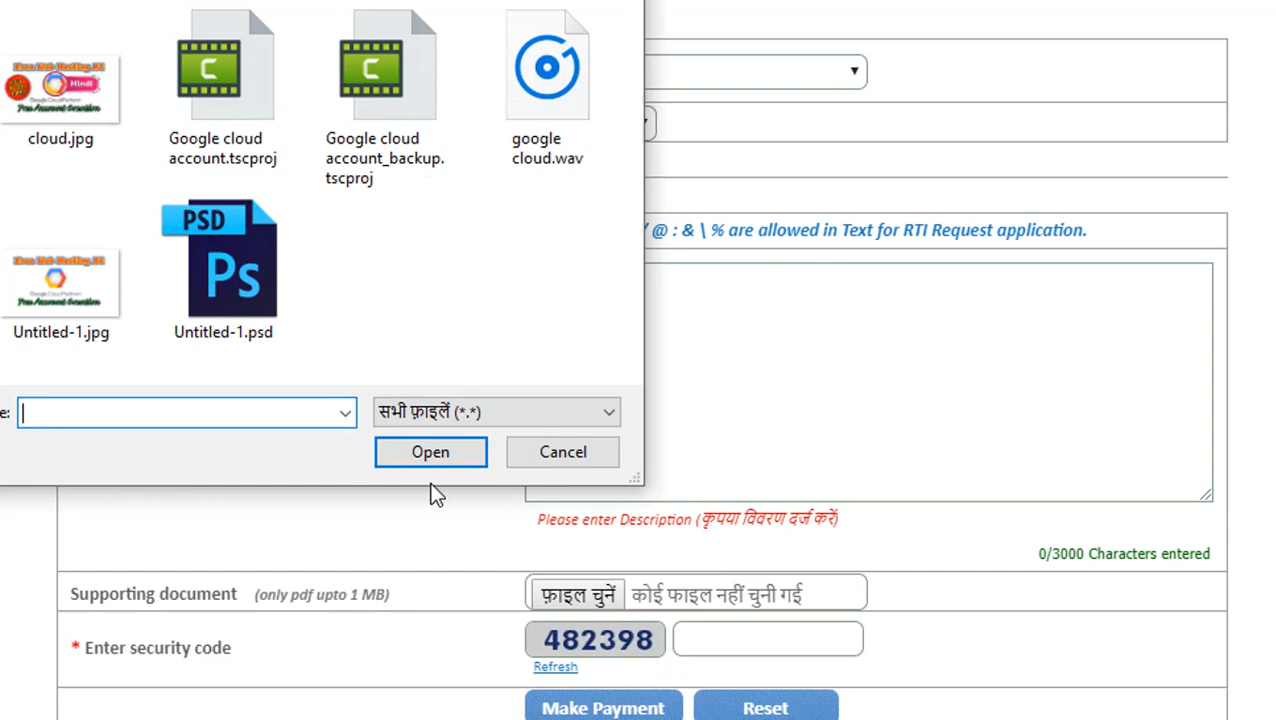 cloud.jpg
Google cloud
account.tscproj
Google cloud
account_backup.
tscproj
google
cloud.wav
PSD
Ps
Untitled-1.jpg
Untitled-1.psd
e:
सभी फ़ाइलें (*.*)
Open
Cancel
/ @ : & \ % are allowed in Text for RTI Request application.
Please enter Description (कृपया विवरण दर्ज करें)
0/3000 Characters entered
Supporting document (only pdf upto 1 MB)
फ़ाइल चुनें कोई फाइल नहीं चुनी गई
* Enter security code
482398
Refresh
Make Payment
Reset